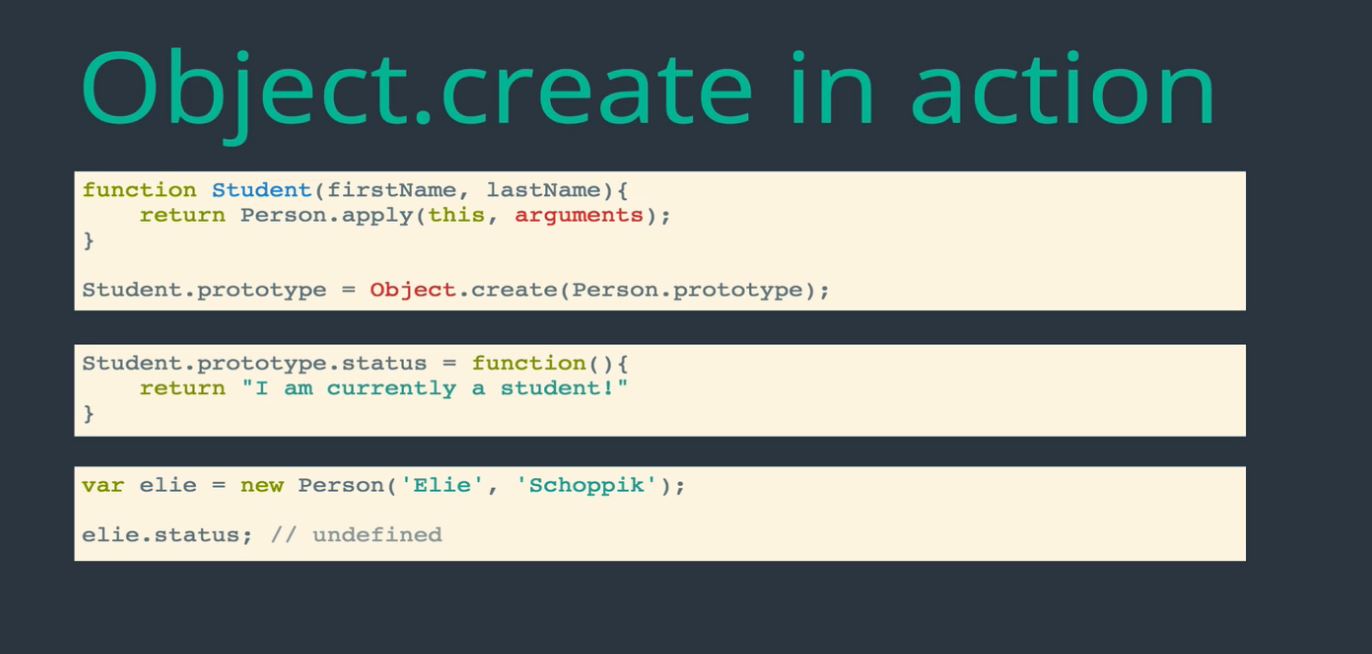 Object.create in action
function Student(firstName, lastName){
    return Person.apply(this, arguments);
}
Student.prototype = Object.create(Person.prototype);
Student.prototype.status = function(){
    return "I am currently a student!"
}
var elie = new Person('Elie', 'Schoppik');
elie.status; // undefined